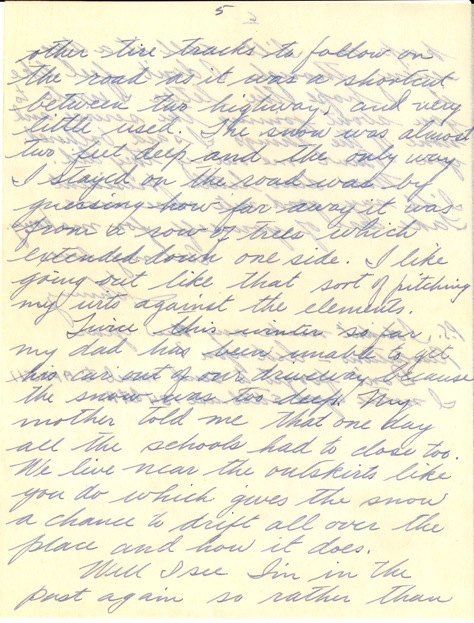 5
other tire tracks to follow on
the road as it was a shortcut
between two highways, and very
little used. The snow was almost
two feet deep and the only way
I stayed on the road was by
guessing how far away it was
from a row of trees which
extended down one side. I like
going out like that sort of pitching
my wits against the elements.
Twice this winter so far
my dad has been unable to get
his car out of our driveway because
the snow was too deep. My
mother told me that one day
all the schools had to close too.
We live near the outskirts like
you do which gives the snow
a chance to drift all over the
place and how it does.
Well I see I'm in the
past again so rather than